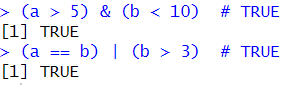 > (a > 5) & (b < 10)  # TRUE
[1] TRUE
> (a == b) | (b > 3)  # TRUE
[1] TRUE